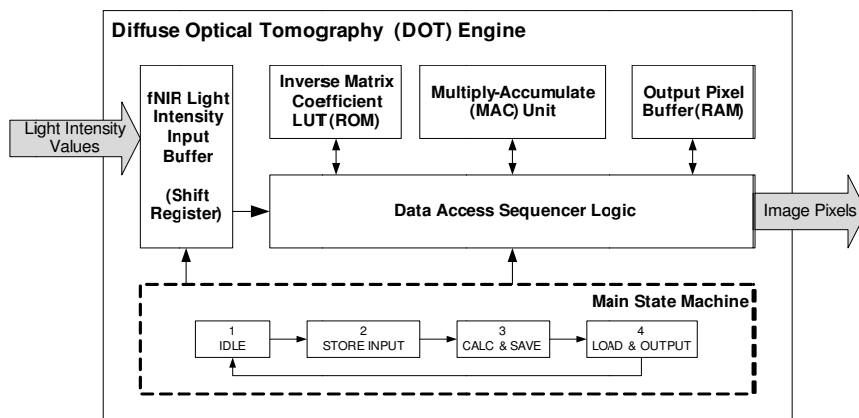 Diffuse Optical Tomography (DOT) Engine
Light Intensity
Values
fNIR Light
Intensity
Input
Buffer
(Shift
Register)
Inverse Matrix
Coefficient
LUT (ROM)
Multiply-Accumulate
(MAC) Unit
Output Pixel
Buffer (RAM)
Data Access Sequencer Logic
Image Pixels
Main State Machine
1
IDLE
2
STORE INPUT
3
CALC & SAVE
4
LOAD & OUTPUT